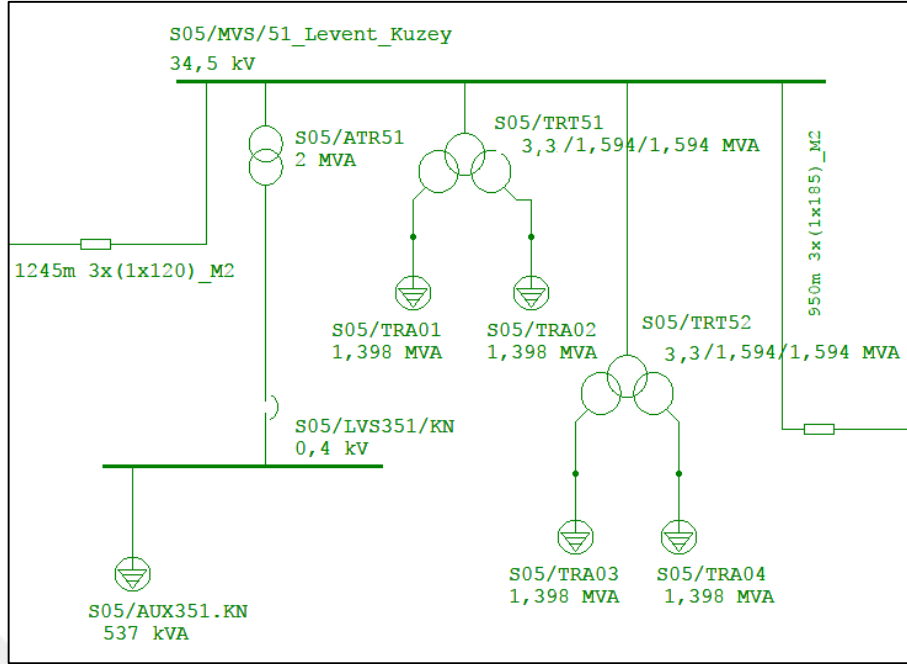 S05/MVS/51_Levent_Kuzey
34,5 kV
S05/ATR51
2 MVA
S05/TRT51
3,3/1,594/1,594 MVA
1245m 3x(1x120)_M2
950m 3x(1x185)_M2
S05/TRA01
1,398 MVA
S05/TRA02
1,398 MVA
S05/TRT52
3,3/1,594/1,594 MVA
S05/LVS351/KN
0,4 kV
S05/TRA03
1,398 MVA
S05/TRA04
1,398 MVA
S05/AUX351.KN
537 kVA